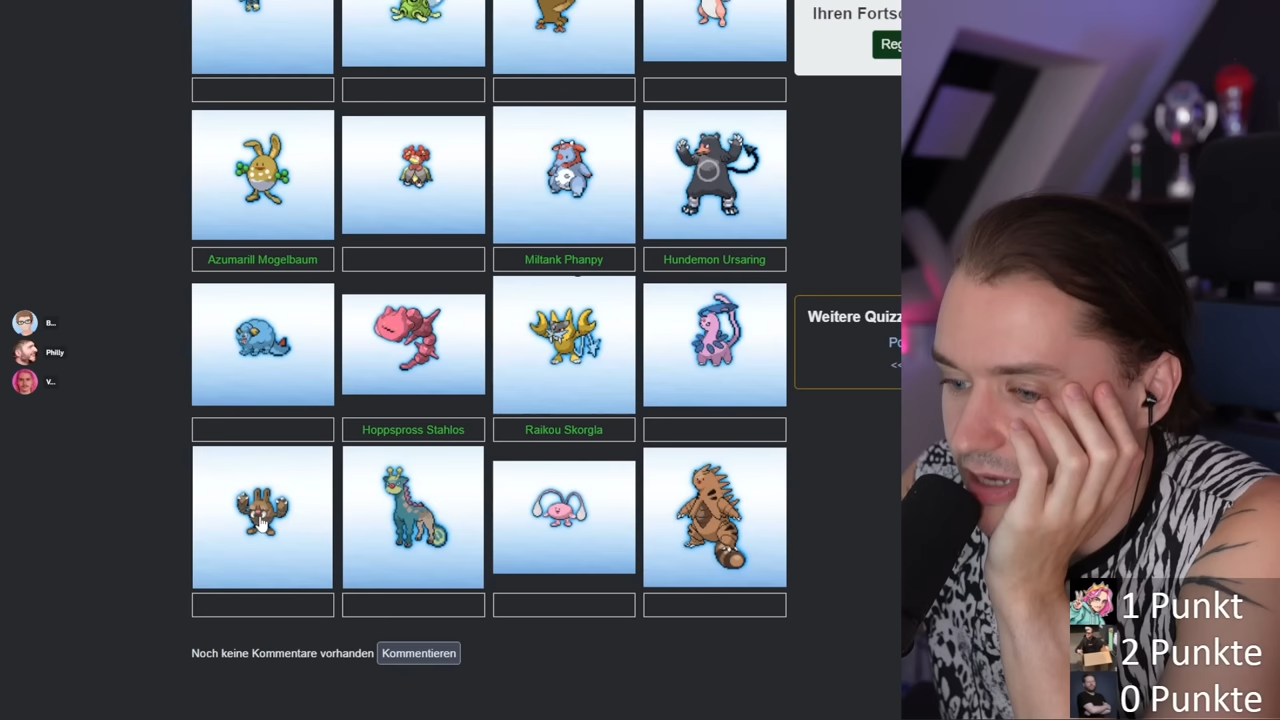 Ihren Fortsc
Reg
Azumarill Mogelbaum
Miltank Phanpy
Hundemon Ursaring
Weitere Quizz
Po
<<
B...
Philly
V...
Hoppspross Stahlos
Raikou Skorgla
1 Punkt
2 Punkte
0 Punkte
Noch keine Kommentare vorhanden Kommentieren